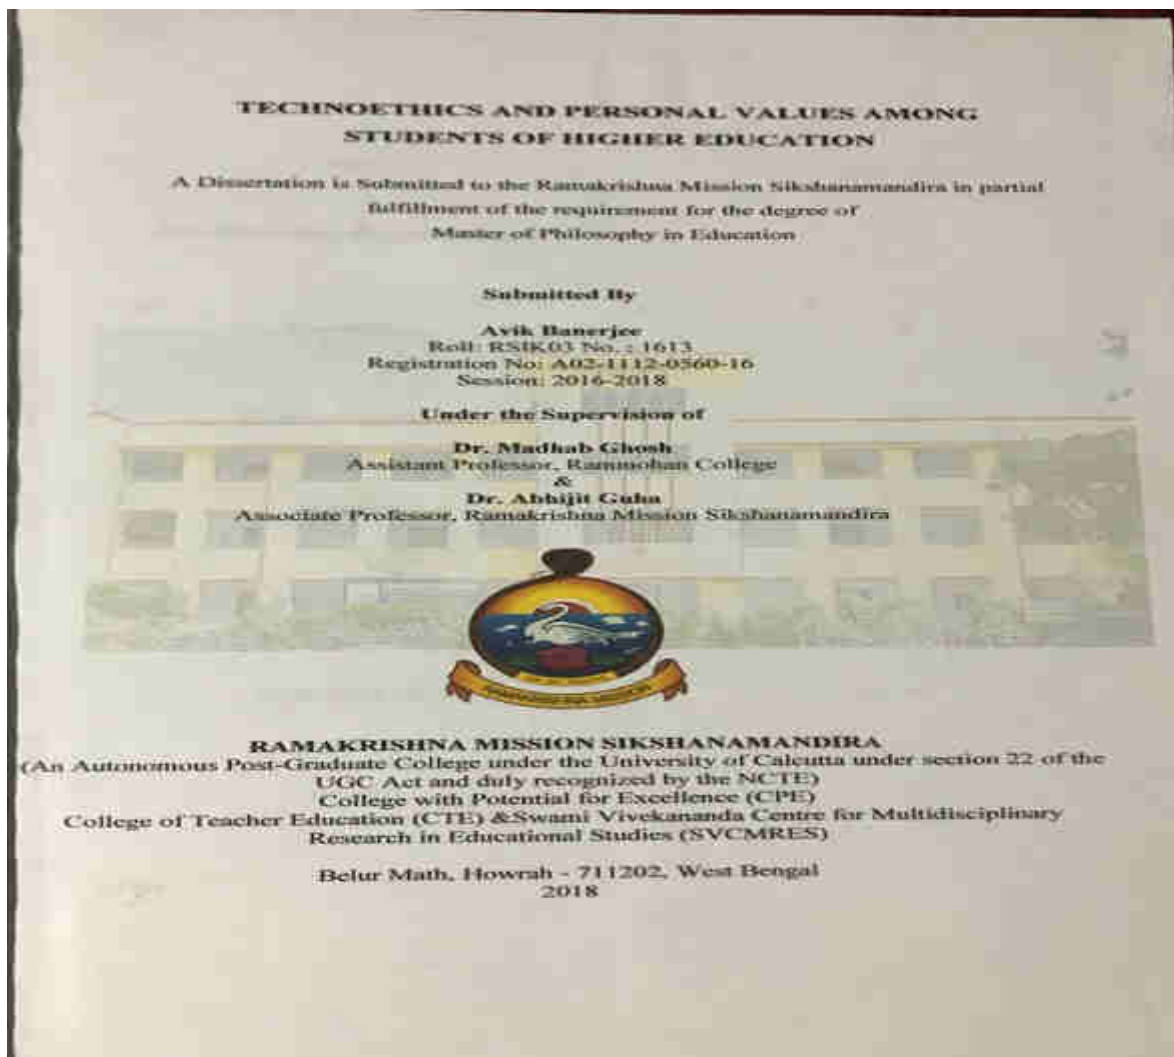 TECHNOETHICS AND PERSONAL VALUES AMONG
STUDENTS OF HIGHER EDUCATION
A Dissertation is Submitted to the Ramakrishna Mission Sikshanamandira in partial
fulfillment of the requirement for the degree of
Master of Philosophy in Education
Submitted By
Avik Banerjee
Roll: RSIK03 No. : 1613
Registration No: A02-1112-0560-16
Session: 2016-2018
Under the Supervision of
Dr. Madhab Ghosh
Assistant Professor, Rammohan College
&
Dr. Abhijit Guha
Associate Professor, Ramakrishna Mission Sikshanamandira
RAMAKRISHNA MISSION
RAMAKRISHNA MISSION SIKSHANAMANDIRA
(An Autonomous Post-Graduate College under the University of Calcutta under section 22 of the
UGC Act and duly recognized by the NCTE)
College with Potential for Excellence (CPE)
College of Teacher Education (CTE) &Swami Vivekananda Centre for Multidisciplinary
Research in Educational Studies (SVCMRES)
Belur Math, Howrah - 711202, West Bengal
2018